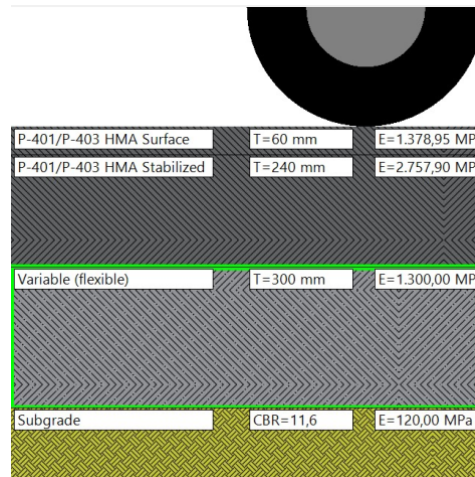 P-401/P-403 HMA Surface T=60 mm E=1.378,95 MP
P-401/P-403 HMA Stabilized T=240 mm E=2.757,90 MP
Variable (flexible) T=300 mm E=1.300,00 MP
Subgrade CBR=11,6 E=120,00 MPa